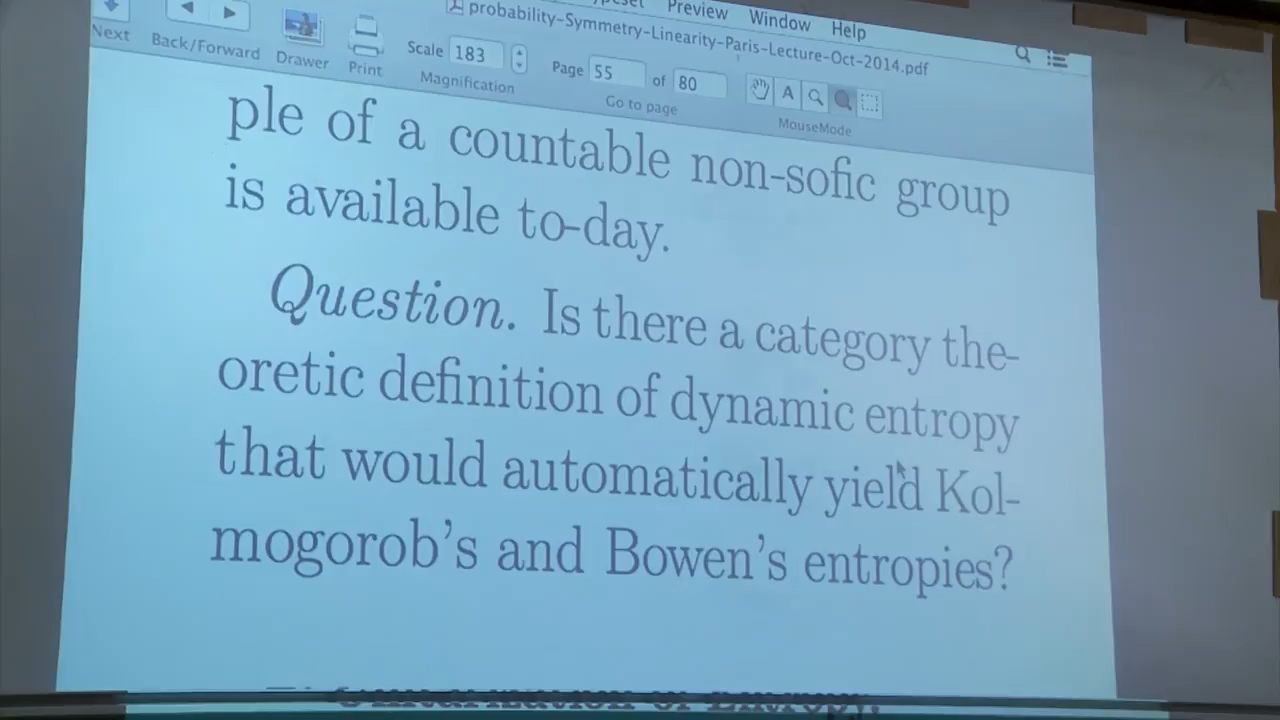 Preview Window Help
probability-Symmetry-Linearity-Paris-Lecture-Oct-2014.pdf
Next Back/Forward Drawer Print Scale 183 Magnification Page 55 of 80 Go to page A MouseMode
ple of a countable non-sofic group
is available to-day.
Question. Is there a category the-
oretic definition of dynamic entropy
that would automatically yield Kol-
mogorob's and Bowen's entropies?
of Entropy.